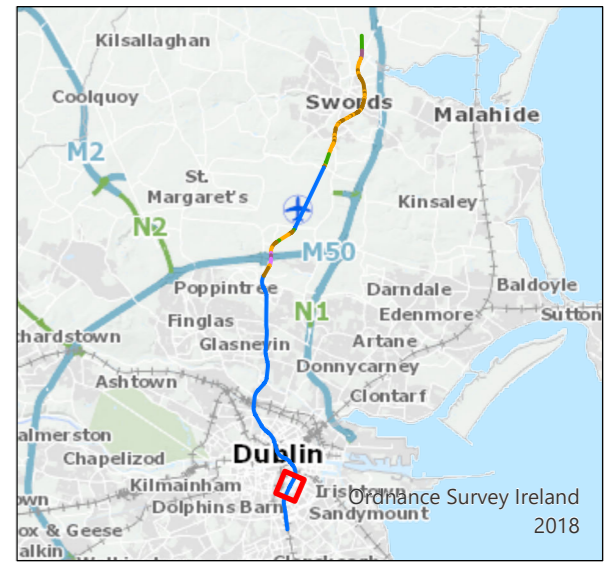 Kilsallaghan
Coolquoy
Swords
Malahide
M2
St.
Margaret's
Kinsaley
N2
M50
Poppintree
Darndale
Baldoyle
N1
Edenmore
Sutton
Finglas
chardstown
Glasnevin
Artane
Donnycarney
Ashtown
Clontarf
almerston
Chapelizod
Dublin
Kilmainham
Irishtown
Ordnance Survey Ireland
Dolphins Barn
Sandymount
2018
own
ox & Geese
alkin